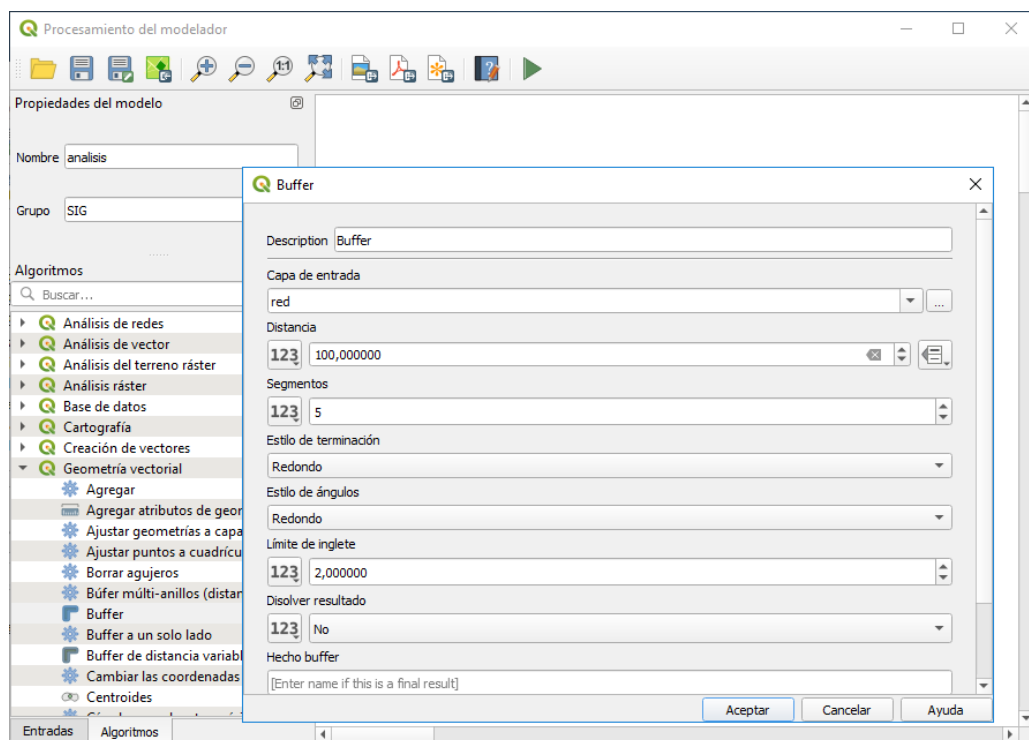 Procesamiento del modelador
1:1
Propiedades del modelo
Nombre analisis
Grupo SIG
Algoritmos
Buscar...
Análisis de redes
Análisis de vector
Análisis del terreno ráster
Análisis ráster
Base de datos
Cartografía
Creación de vectores
Geometría vectorial
Agregar
Agregar atributos de geor
Ajustar geometrías a capa
Ajustar puntos a cuadrícu
Borrar agujeros
Búfer múlti-anillos (distan
Buffer
Buffer a un solo lado
Buffer de distancia variabl
Cambiar las coordenadas
Centroides
Entradas Algoritmos
Buffer
Description Buffer
Capa de entrada
red
...
Distancia
123 100,000000
Segmentos
123 5
Estilo de terminación
Redondo
Estilo de ángulos
Redondo
Límite de inglete
123 2,000000
Disolver resultado
123 No
Hecho buffer
[Enter name if this is a final result]
Aceptar Cancelar Ayuda